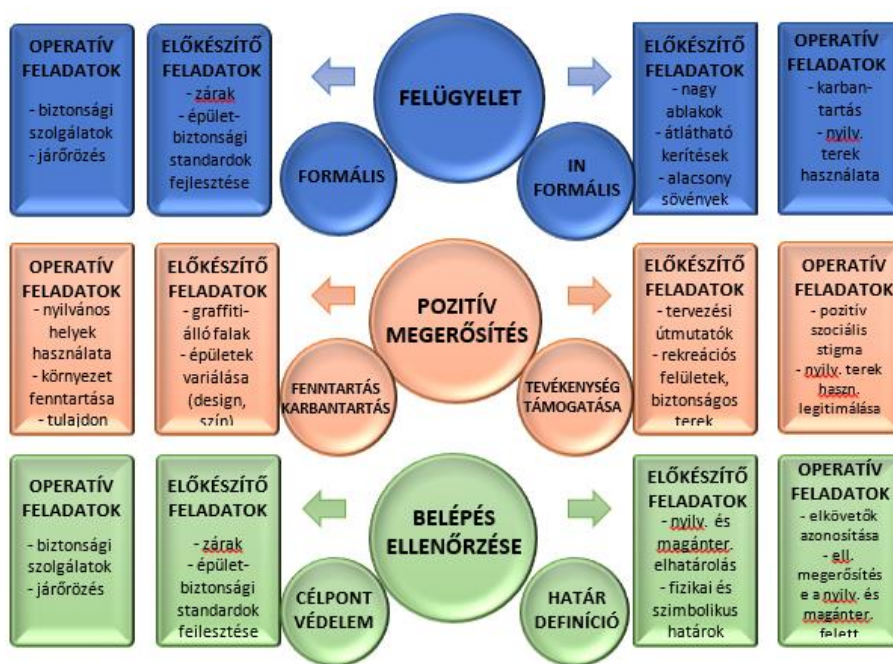 OPERATÍV
FELADATOK
- biztonsági
szolgálatok
- járőrözés
ELŐKÉSZÍTŐ
FELADATOK
- zárak
- épület-
biztonsági
standardok
fejlesztése
FELÜGYELET
FORMÁLIS
IN
FORMÁLIS
ELŐKÉSZÍTŐ
FELADATOK
- nagy
ablakok
- átlátható
kerítések
- alacsony
sövények
OPERATÍV
FELADATOK
- karban-
tartás
- nyilv.
terek
használata
OPERATÍV
FELADATOK
- nyilvános
helyek
használata
- környezet
fenntartása
- tulajdon
ELŐKÉSZÍTŐ
FELADATOK
- graffiti-
álló falak
- épületek
variálása
(design,
szín)
POZITÍV
MEGERŐSÍTÉS
FENNTARTÁS
KARBANTARTÁS
TEVÉKENYSÉG
TÁMOGATÁSA
ELŐKÉSZÍTŐ
FELADATOK
- tervezési
útmutatók
- rekreációs
felületek,
biztonságos
terek
OPERATÍV
FELADATOK
- pozitív
szociális
stigma
- nyilv. terek
haszn.
legitimálása
OPERATÍV
FELADATOK
- biztonsági
szolgálatok
- járőrözés
ELŐKÉSZÍTŐ
FELADATOK
- zárak
- épület-
biztonsági
standardok
fejlesztése
BELÉPÉS
ELLENŐRZÉSE
CÉLPONT
VÉDELEM
HATÁR
DEFINÍCIÓ
ELŐKÉSZÍTŐ
FELADATOK
- nyilv. és
magánter.
elhatárolás
- fizikai és
szimbolikus
határok
OPERATÍV
FELADATOK
- elkövetők
azonosítása
- ell.
megerősítés
e a nyilv. és
magánter.
felett